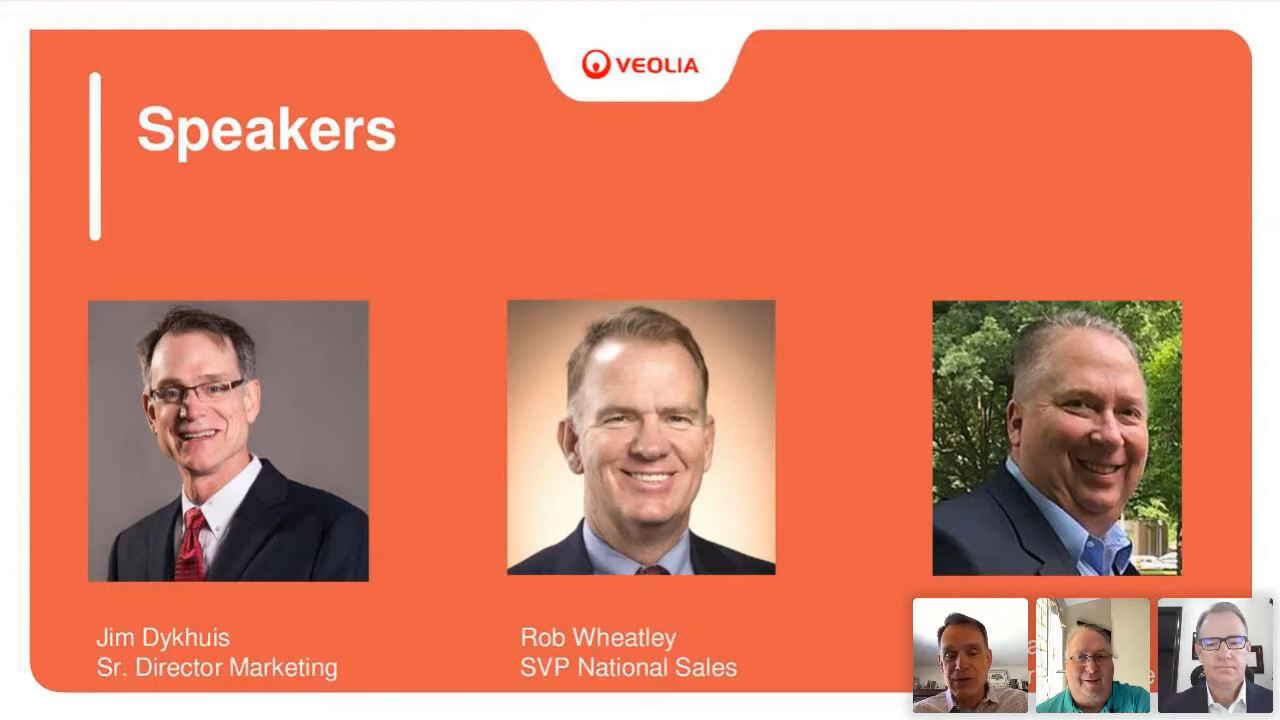 VEOLIA
Speakers
Jim Dykhuis
Sr. Director Marketing
Rob Wheatley
SVP National Sales